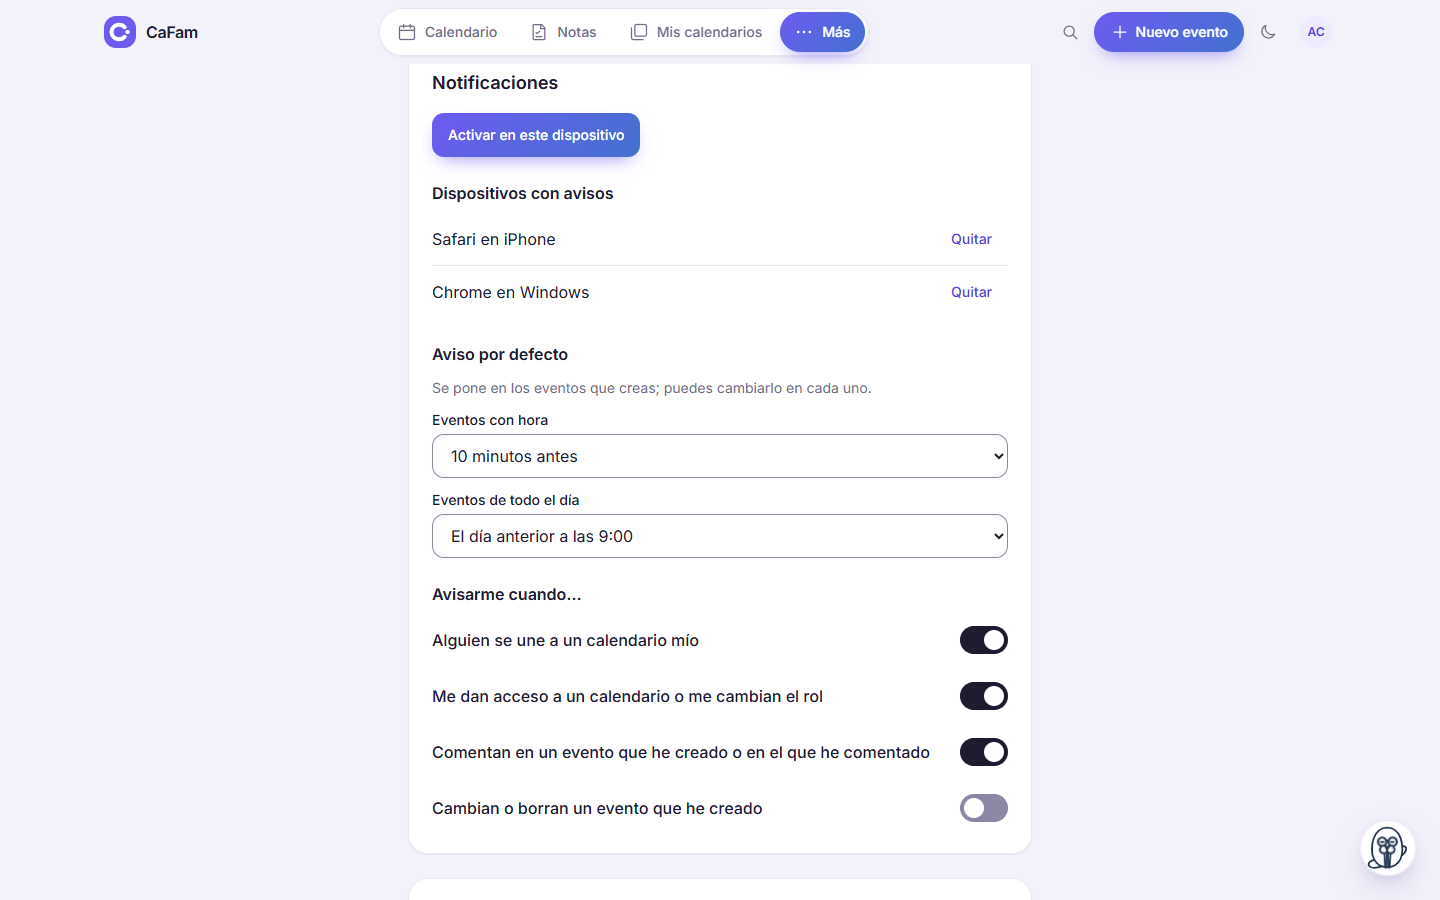 CaFam
Calendario
Notas
Mis calendarios
Más
Nuevo evento
AC
Notificaciones
Activar en este dispositivo
Dispositivos con avisos
Safari en iPhone
Quitar
Chrome en Windows
Quitar
Aviso por defecto
Se pone en los eventos que creas; puedes cambiarlo en cada uno.
Eventos con hora
10 minutos antes
Eventos de todo el día
El día anterior a las 9:00
Avisarme cuando...
Alguien se une a un calendario mío
Me dan acceso a un calendario o me cambian el rol
Comentan en un evento que he creado o en el que he comentado
Cambian o borran un evento que he creado